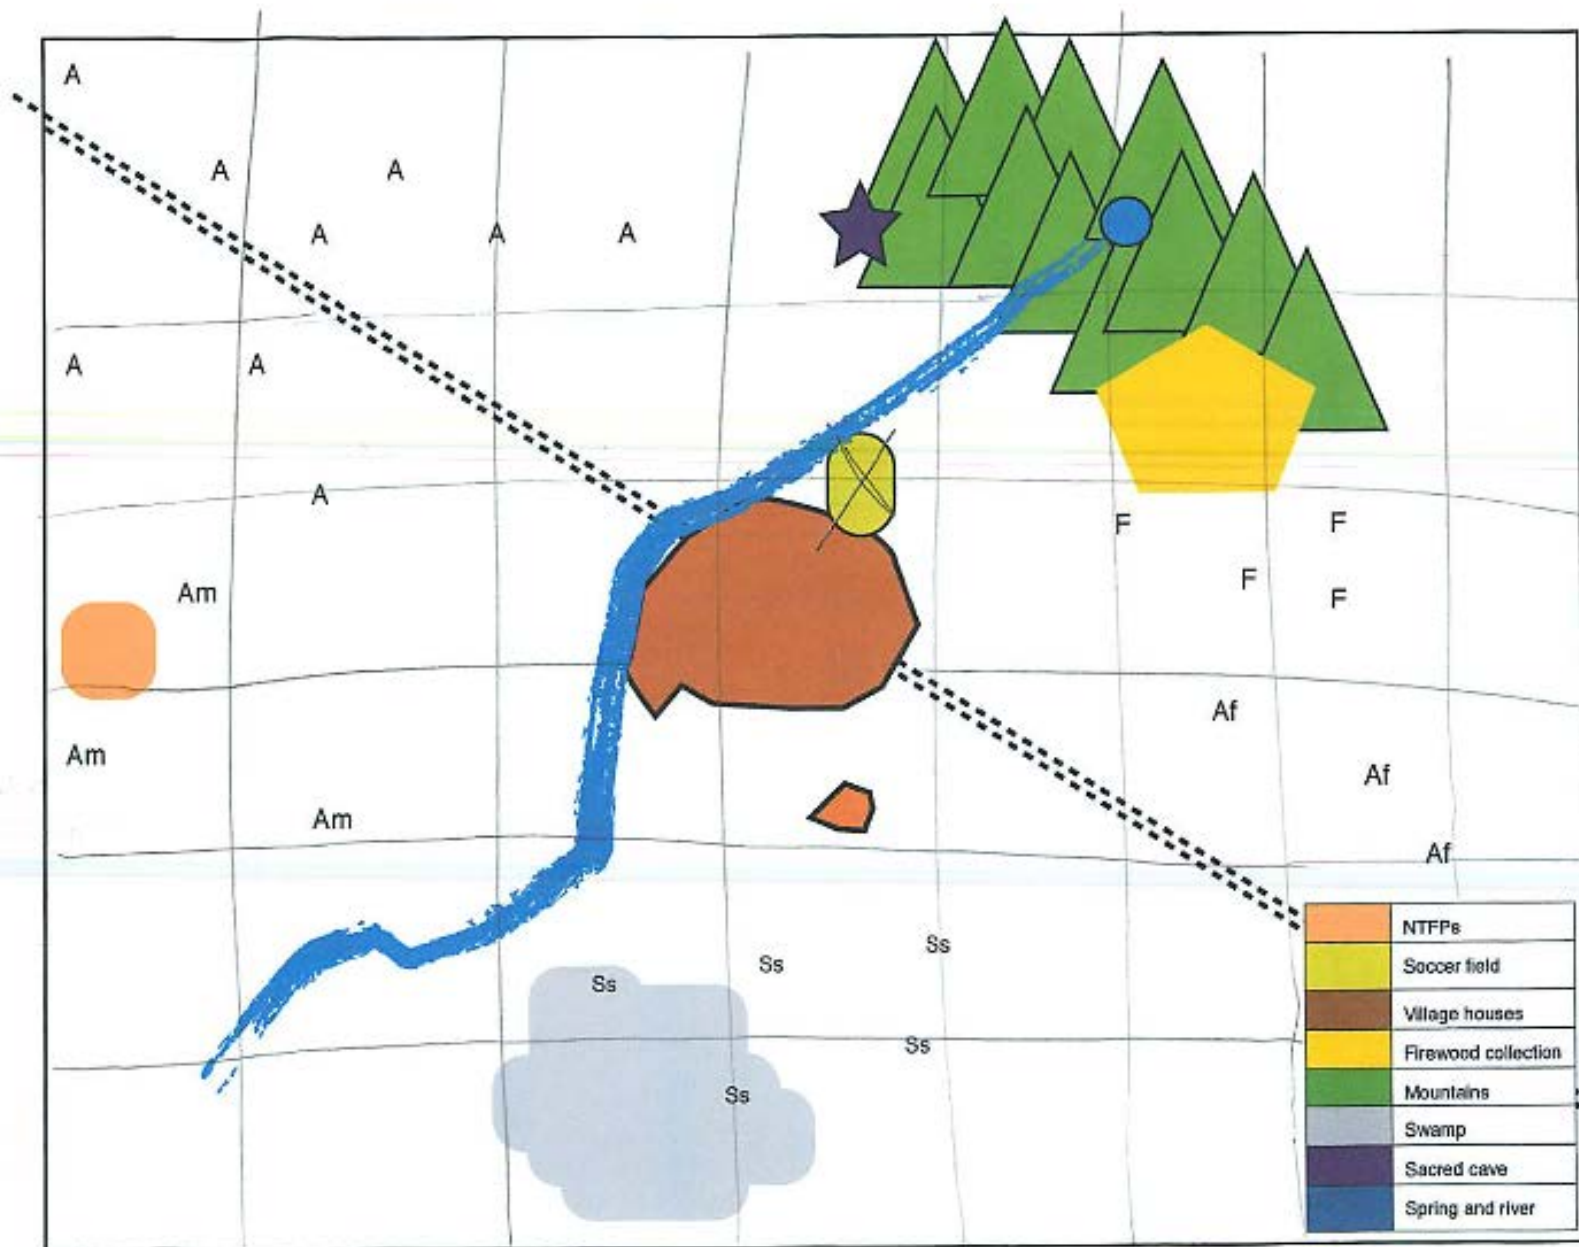 A
A
A
A
A
A
A
A
A
F
F
Am
F
F
Af
Am
Af
Am
Af
Ss
Ss
Ss
Ss
Ss
NTFPs
Soccer field
Village houses
Firewood collection
Mountains
Swamp
Sacred cave
Spring and river